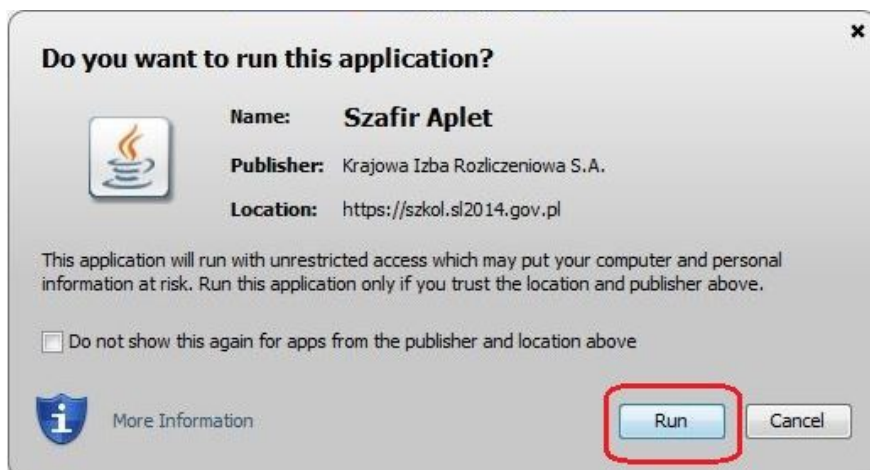 Do you want to run this application?
Name: Szafir Aplet
Publisher: Krajowa Izba Rozliczeniowa S.A.
Location: https://szkol.sl2014.gov.pl
This application will run with unrestricted access which may put your computer and personal
information at risk. Run this application only if you trust the location and publisher above.
Do not show this again for apps from the publisher and location above
More Information
Run
Cancel